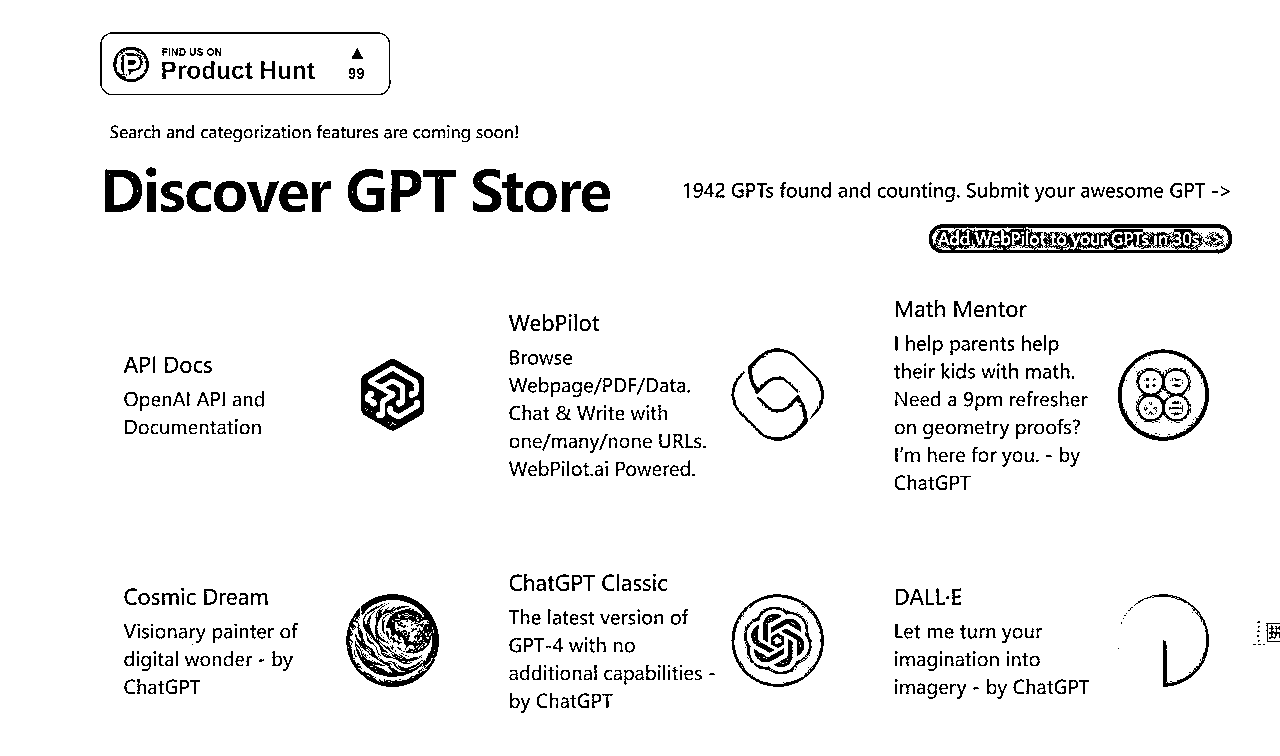 FIND US ON
Product Hunt
▲
99
Search and categorization features are coming soon!
Discover GPT Store
1942 GPTs found and counting. Submit your awesome GPT ->
Add WebPilot to your GPTs in 30s ->
API Docs
OpenAI API and
Documentation
WebPilot
Browse
Webpage/PDF/Data.
Chat & Write with
one/many/none URLs.
WebPilot.ai Powered.
Math Mentor
I help parents help
their kids with math.
Need a 9pm refresher
on geometry proofs?
I'm here for you. - by
ChatGPT
Cosmic Dream
Visionary painter of
digital wonder - by
ChatGPT
ChatGPT Classic
The latest version of
GPT-4 with no
additional capabilities -
by ChatGPT
DALL·E
Let me turn your
imagination into
imagery - by ChatGPT